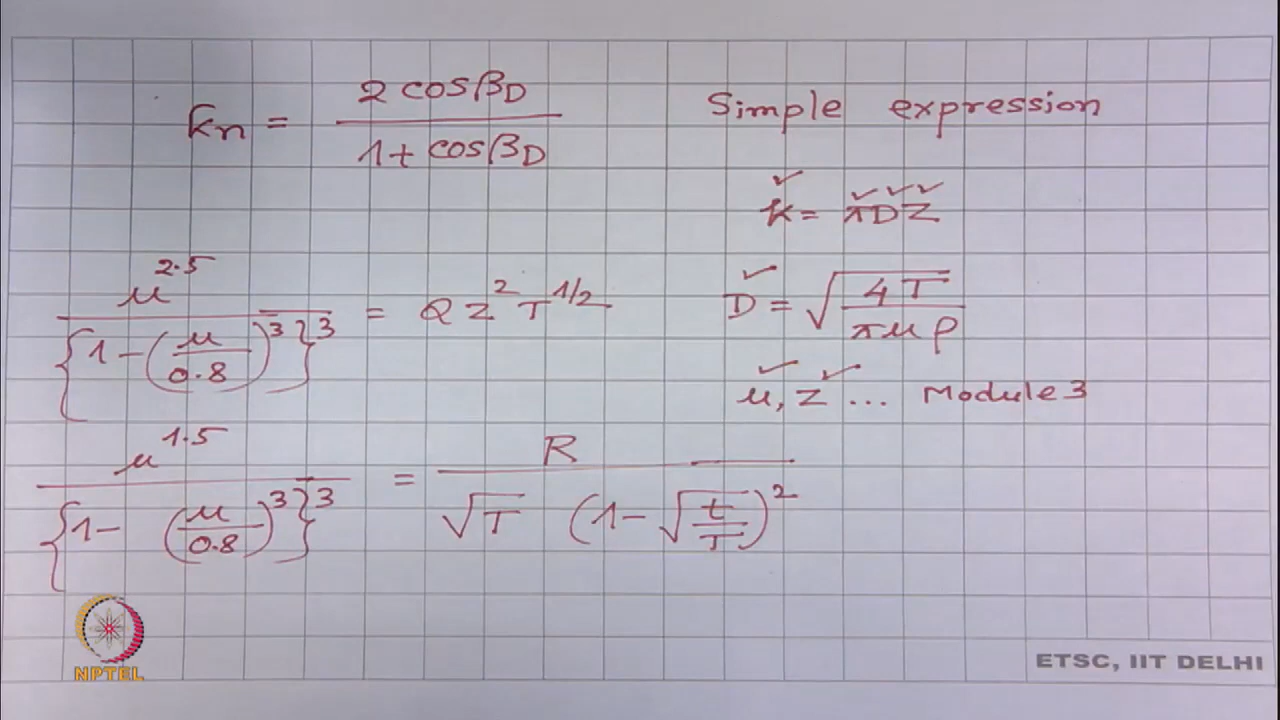 kn = 2 cosβD / 1 + cosβD
Simple expression
k = πDZ
μ^2.5 / {1 - (μ/0.8)^3}^3 = Q Z^2 T^1/2
D = √(4T / πμρ)
μ, Z ... Module 3
μ^1.5 / {1 - (μ/0.8)^3}^3 = R / √T (1 - √(t/T))^2
NPTEL
ETSC, IIT DELHI